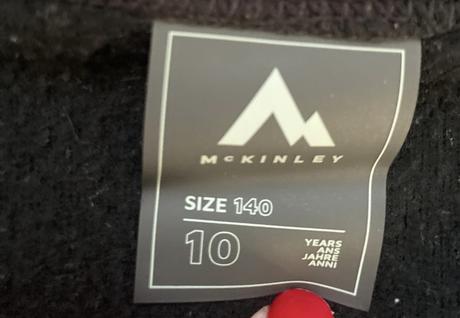 McKINLEY
SIZE 140
10
YEARS
ANS
JAHRE
ANNI